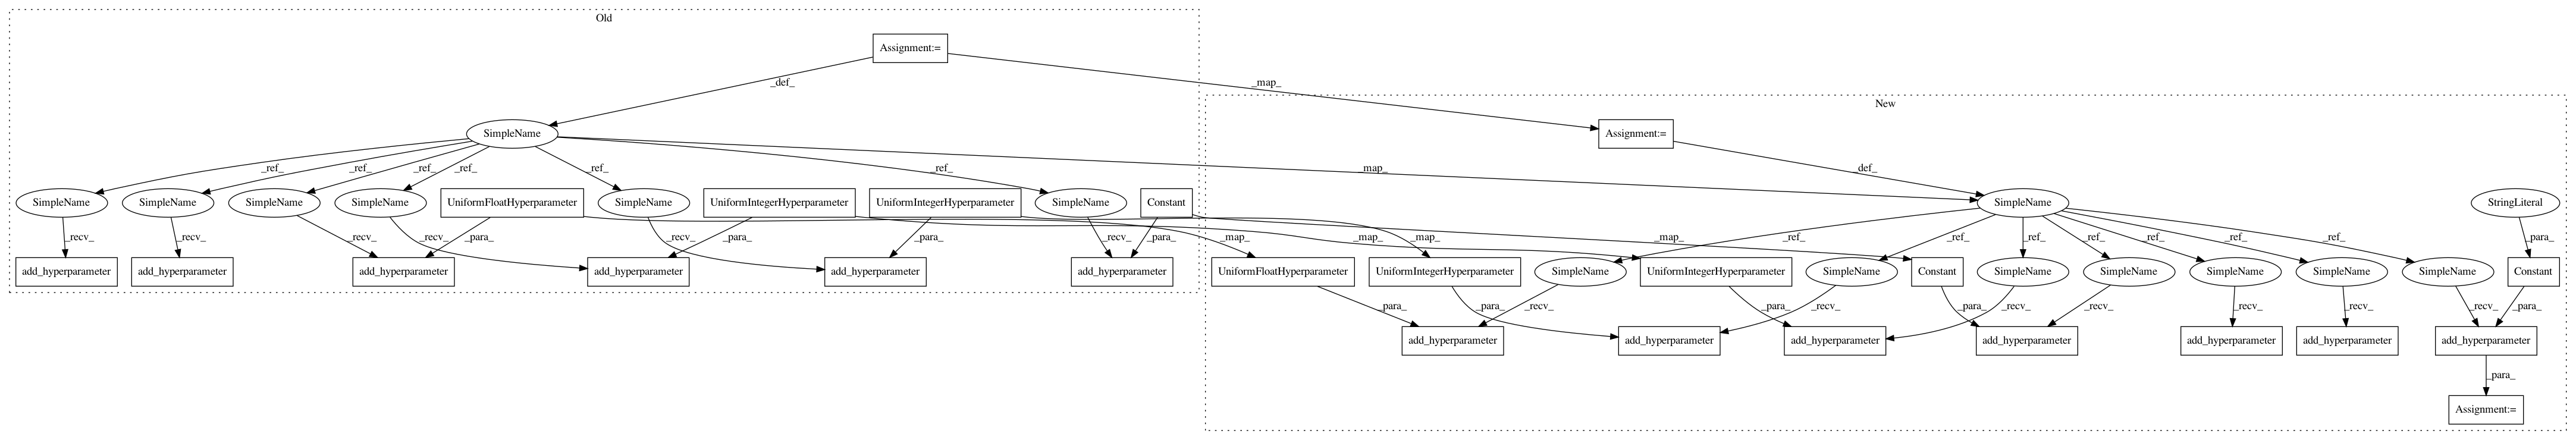 Old
Assignment:=
_def_
_map_
New
SimpleName
Assignment:=
_ref_ _ref_ _ref_ _ref_ _ref_ _ref_ _map_ _def_
SimpleName SimpleName SimpleName SimpleName UniformFloatHyperparameter SimpleName UniformIntegerHyperparameter UniformIntegerHyperparameter SimpleName Constant SimpleName StringLiteral
_recv_ _recv_ _recv_ _recv_ _para_ _recv_ _para_ _para_ _recv_ _para_ _map_ _map_ _map_ _map_ _ref_ _ref_ _ref_ _ref_ _ref_ _ref_ _ref_ _para_
add_hyperparameter add_hyperparameter add_hyperparameter add_hyperparameter add_hyperparameter add_hyperparameter UniformFloatHyperparameter UniformIntegerHyperparameter SimpleName UniformIntegerHyperparameter SimpleName Constant SimpleName SimpleName SimpleName SimpleName SimpleName Constant
_para_ _para_ _recv_ _para_ _recv_ _para_ _recv_ _recv_ _recv_ _recv_ _recv_ _para_
add_hyperparameter add_hyperparameter add_hyperparameter add_hyperparameter add_hyperparameter add_hyperparameter add_hyperparameter
_para_
Assignment:=